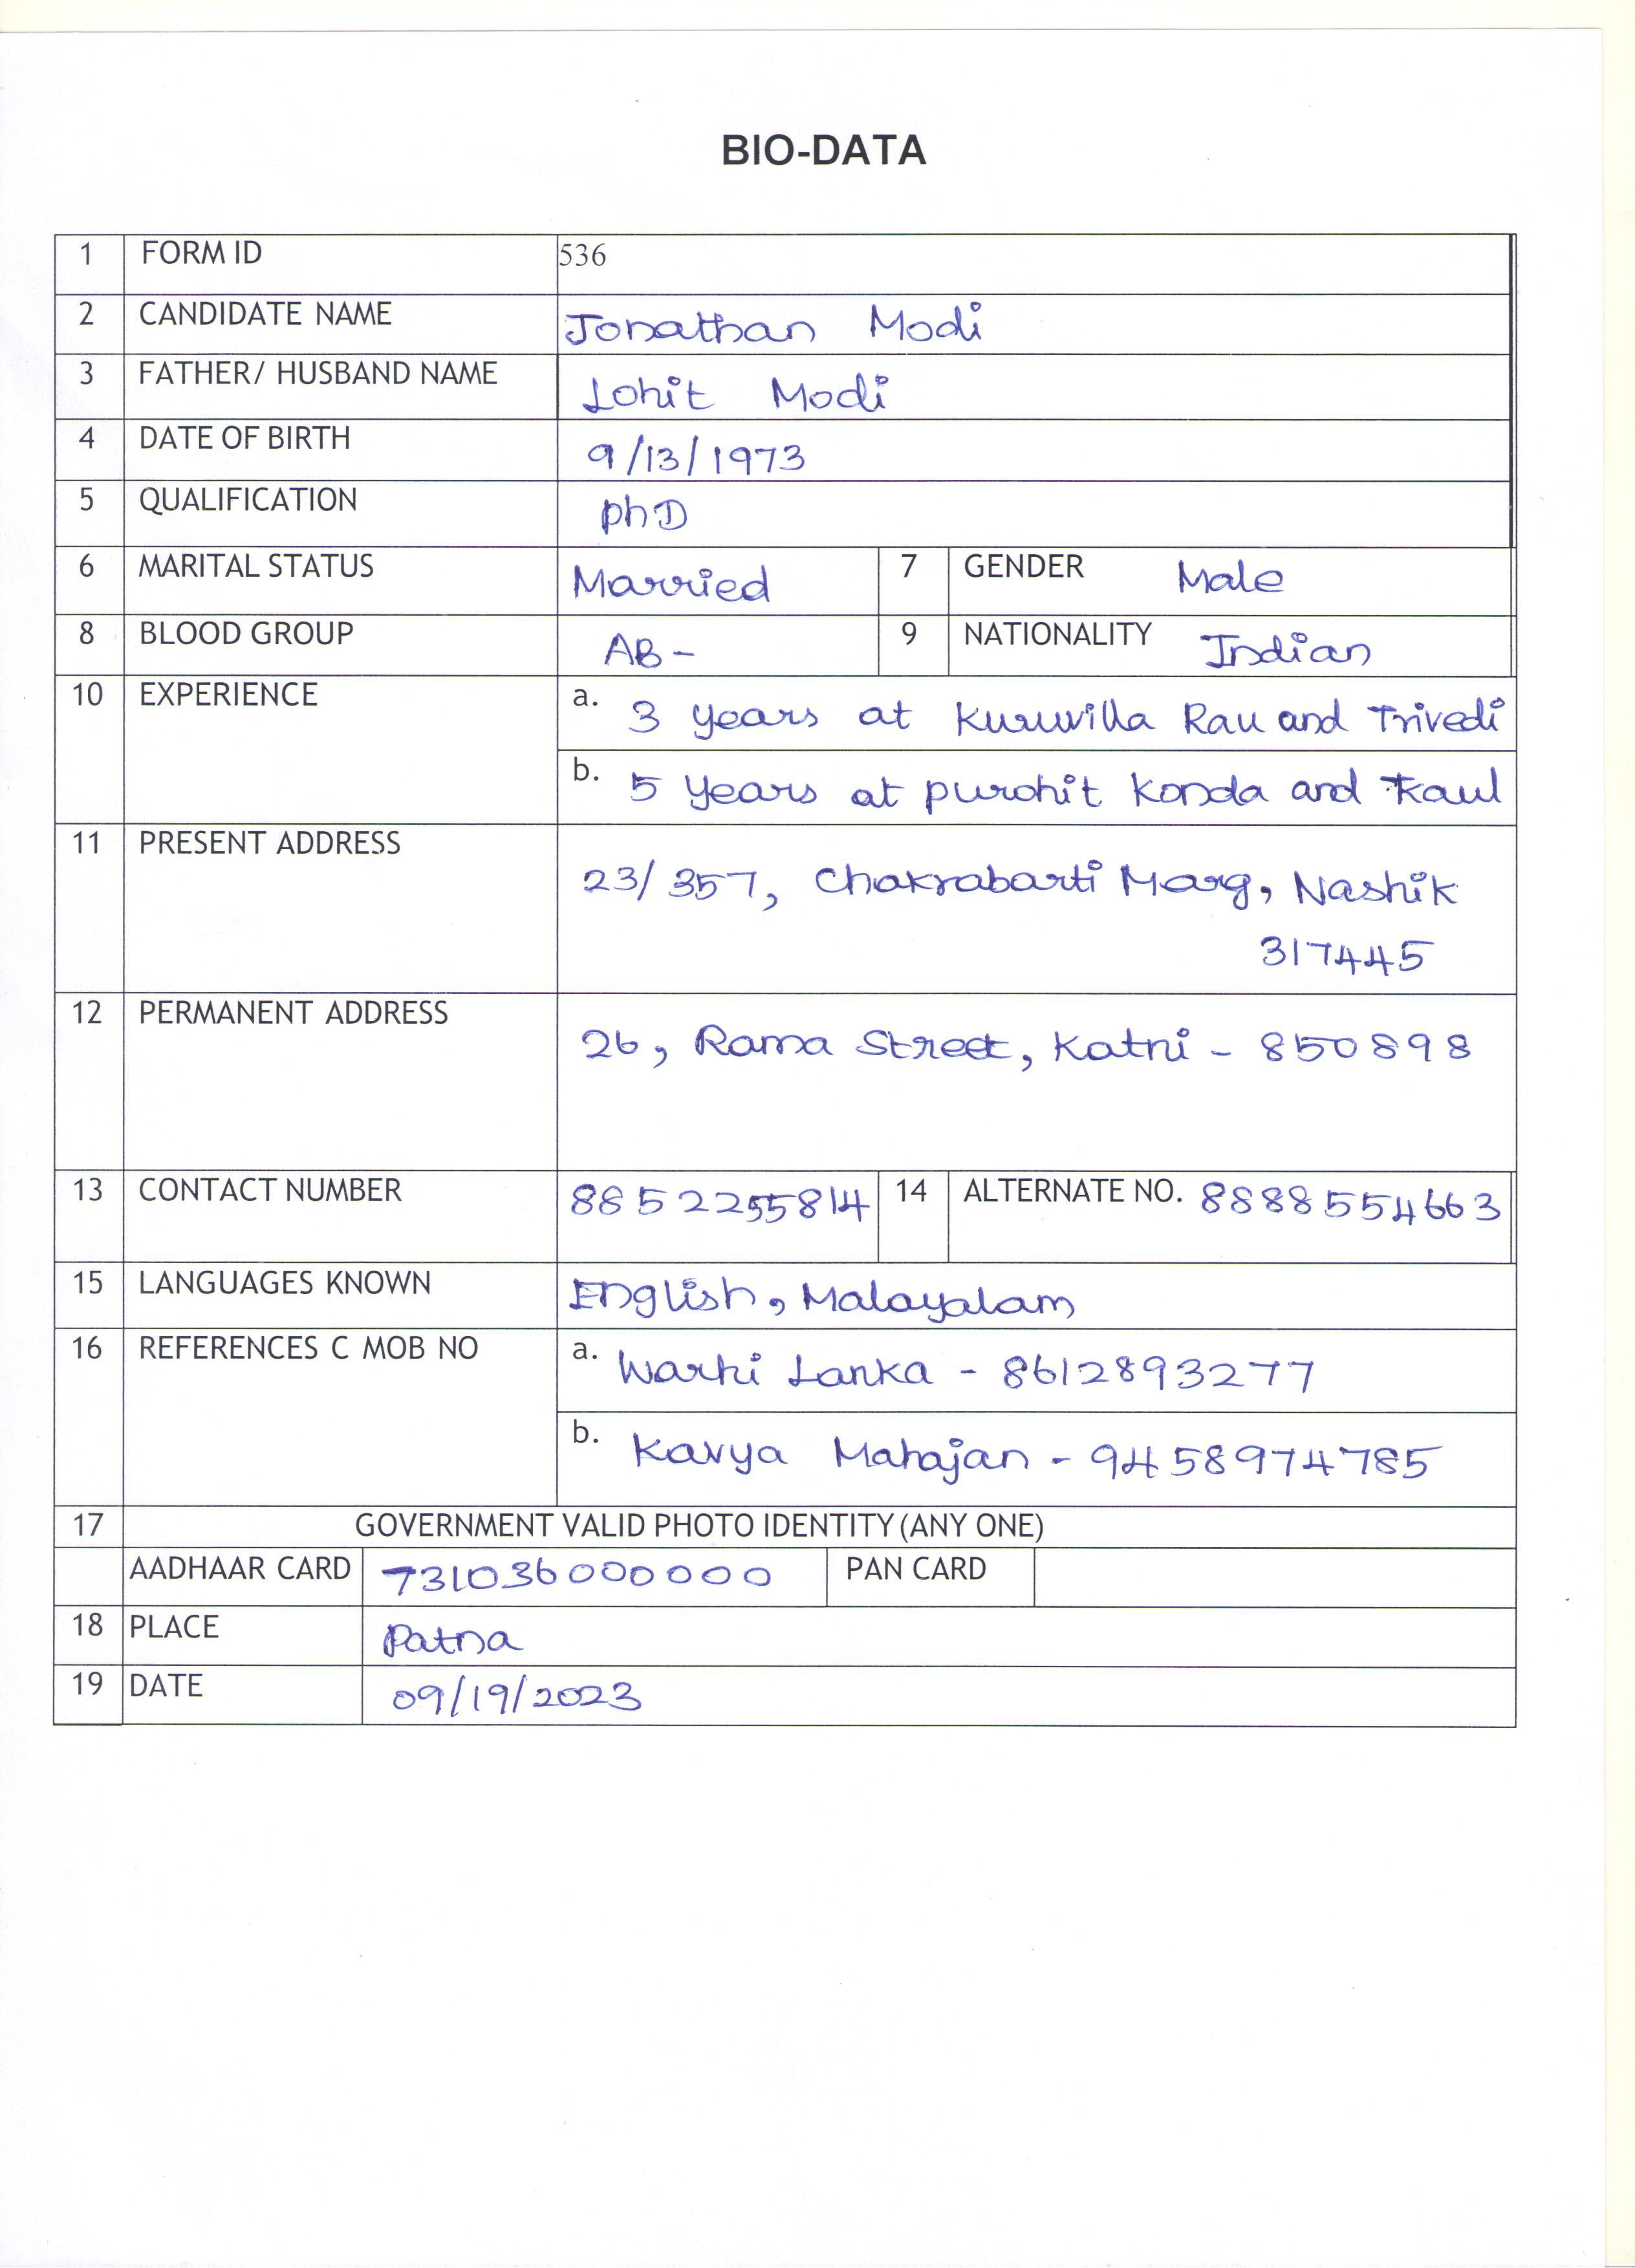 BIO-DATA
1 FORM ID 536
2 CANDIDATE NAME Jonathan Modi
3 FATHER/ HUSBAND NAME Lohit Modi
4 DATE OF BIRTH 9/13/1973
5 QUALIFICATION phD
6 MARITAL STATUS Married 7 GENDER Male
8 BLOOD GROUP AB- 9 NATIONALITY Indian
10 EXPERIENCE a. 3 years at Kuruvilla Rau and Trivedi
b. 5 Years at purohit Konda and Kaul
11 PRESENT ADDRESS
23/357, Chakrabarti Marg, Nashik
317445
12 PERMANENT ADDRESS
26, Rama Street, Katni - 850898
13 CONTACT NUMBER 8852255814 14 ALTERNATE NO. 8888554663
15 LANGUAGES KNOWN English, Malayalam
16 REFERENCES C MOB NO a. Warhi Lanka - 8612893277
b. Kavya Mahajan - 9458974785
17 GOVERNMENT VALID PHOTO IDENTITY (ANY ONE)
AADHAAR CARD 731036000000 PAN CARD
18 PLACE Patna
19 DATE 09/19/2023